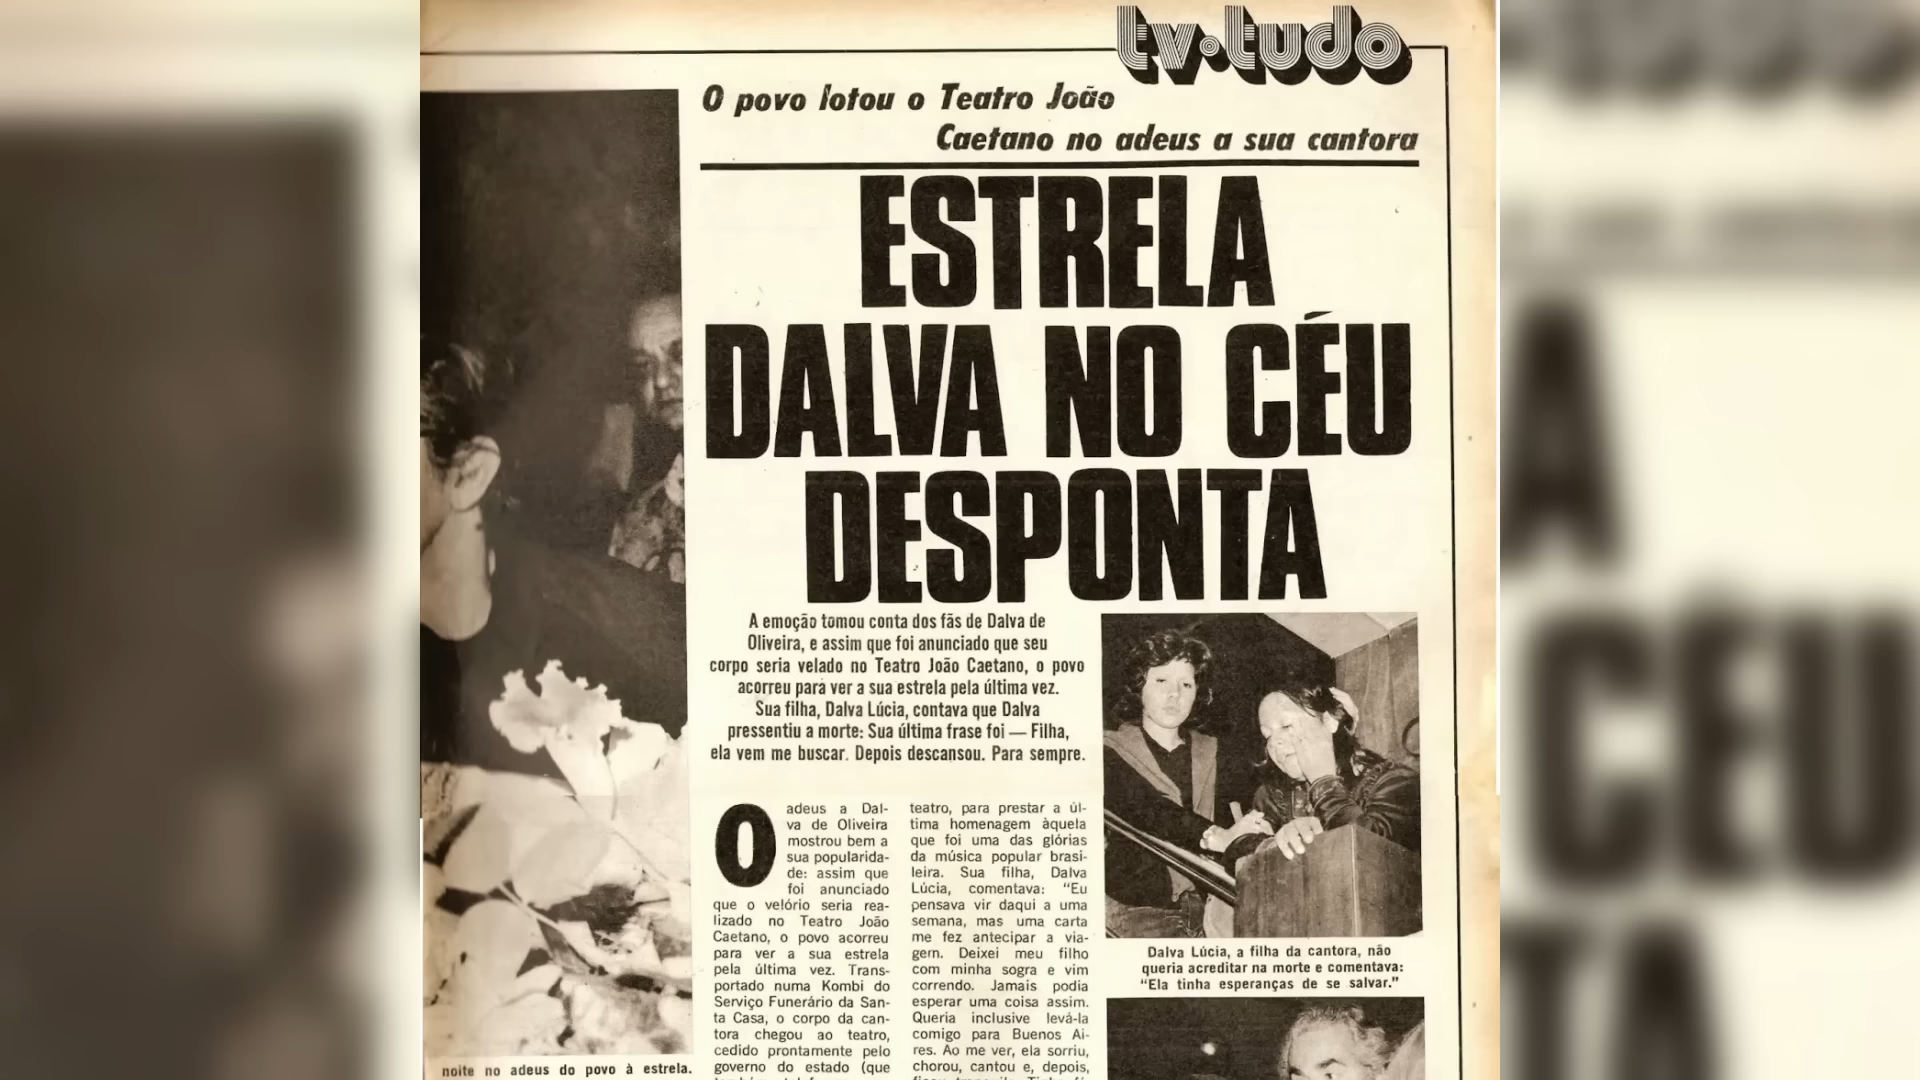 tv·tudo
O povo lotou o Teatro João
Caetano no adeus a sua cantora
ESTRELA
DALVA NO CÉU
DESPONTA
A emoção tomou conta dos fãs de Dalva de
Oliveira, e assim que foi anunciado que seu
corpo seria velado no Teatro João Caetano, o povo
acorreu para ver a sua estrela pela última vez.
Sua filha, Dalva Lúcia, contava que Dalva
pressentiu a morte: Sua última frase foi — Filha,
ela vem me buscar. Depois descansou. Para sempre.
O adeus a Dal-
va de Oliveira
mostrou bem a
sua popularida-
de: assim que
foi anunciado
que o velório seria rea-
lizado no Teatro João
Caetano, o povo acorreu
para ver a sua estrela
pela última vez. Trans-
portado numa Kombi do
Serviço Funerário da San-
ta Casa, o corpo da can-
tora chegou ao teatro,
cedido prontamente pelo
governo do estado (que
teatro, para prestar a úl-
tima homenagem àquela
que foi uma das glórias
da música popular brasi-
leira. Sua filha, Dalva
Lúcia, comentava: “Eu
pensava vir daqui a uma
semana, mas uma carta
me fez antecipar a via-
gem. Deixei meu filho
com minha sogra e vim
correndo. Jamais podia
esperar uma coisa assim.
Queria inclusive levá-la
comigo para Buenos Ai-
res. Ao me ver, ela sorriu,
chorou, cantou e, depois,
Dalva Lúcia, a filha da cantora, não
queria acreditar na morte e comentava:
“Ela tinha esperanças de se salvar.”
noite no adeus do povo à estrela.